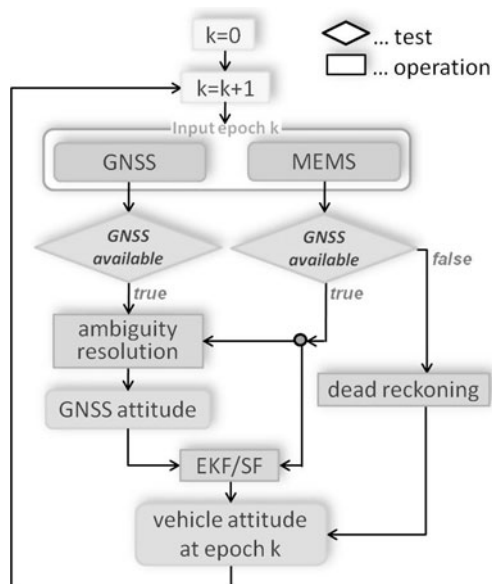 k=0
... test
... operation
k=k+1
Input epoch k
GNSS
MEMS
GNSS
available
GNSS
available
false
true
true
ambiguity
resolution
GNSS attitude
dead reckoning
EKF/SF
vehicle attitude
at epoch k